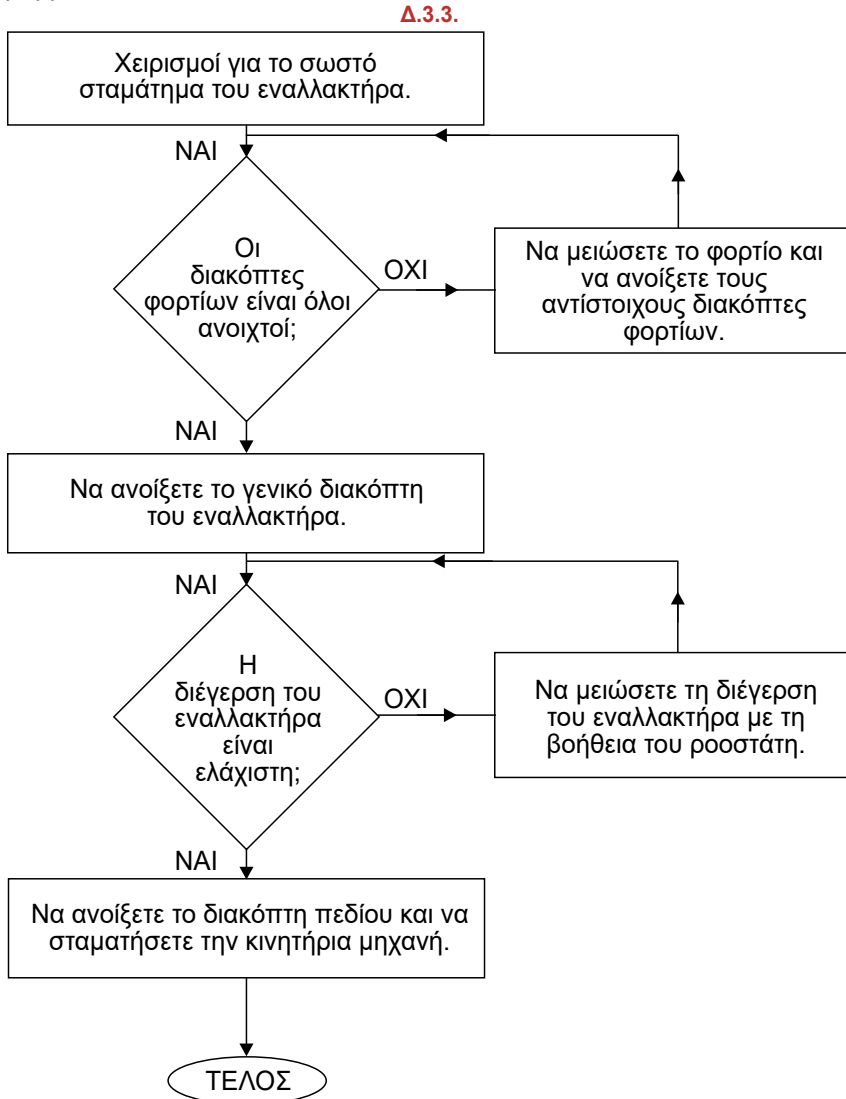 Δ.3.3.
Χειρισμοί για το σωστό
σταμάτημα του εναλλακτήρα.
ΝΑΙ
Οι
διακόπτες
φορτίων είναι όλοι
ανοιχτοί;
ΟΧΙ
Να μειώσετε το φορτίο και
να ανοίξετε τους
αντίστοιχους διακόπτες
φορτίων.
ΝΑΙ
Να ανοίξετε το γενικό διακόπτη
του εναλλακτήρα.
ΝΑΙ
Η
διέγερση του
εναλλακτήρα
είναι
ελάχιστη;
ΟΧΙ
Να μειώσετε τη διέγερση
του εναλλακτήρα με τη
βοήθεια του ροοστάτη.
ΝΑΙ
Να ανοίξετε το διακόπτη πεδίου και να
σταματήσετε την κινητήρια μηχανή.
ΤΕΛΟΣ